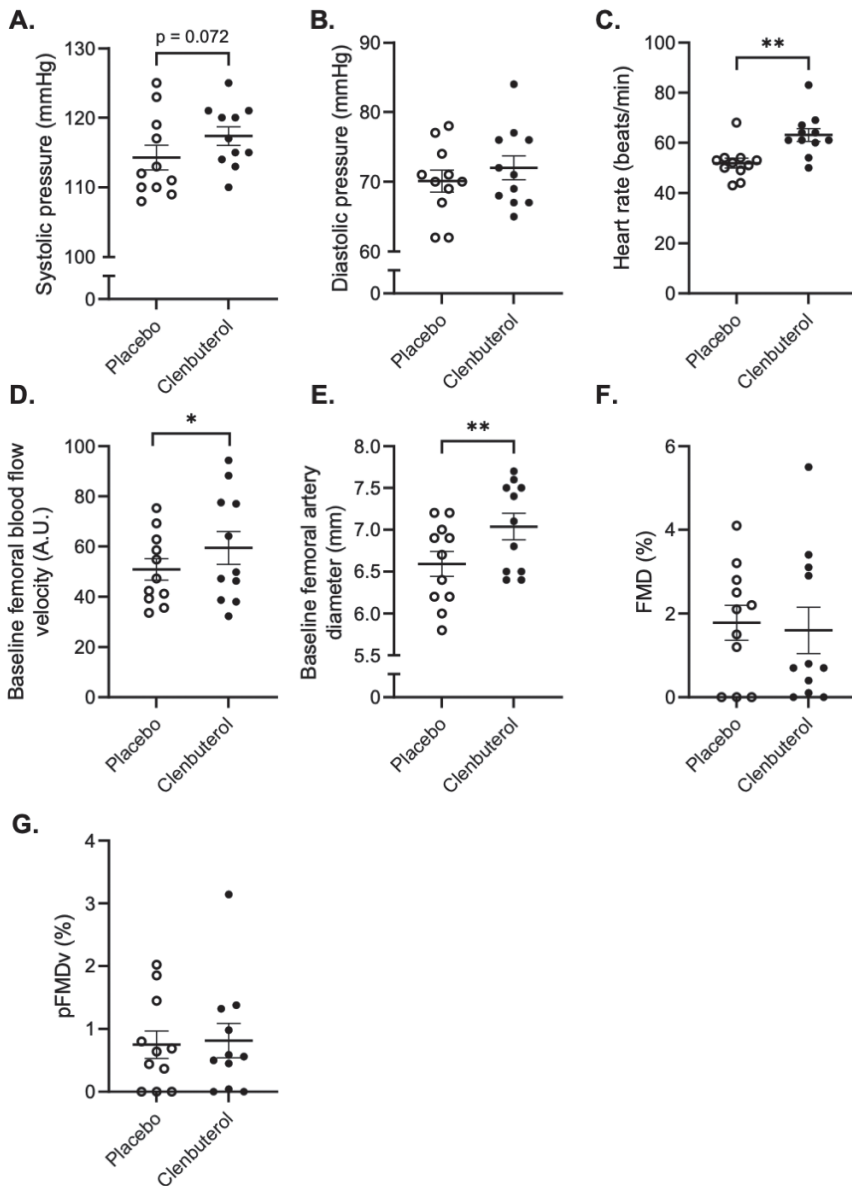 A.
p = 0.072
Systolic pressure (mmHg)
130
120
110
100
0
Placebo
Clenbuterol
B.
Diastolic pressure (mmHg)
90
80
70
60
0
Placebo
Clenbuterol
C.
**
Heart rate (beats/min)
100
80
60
40
20
0
Placebo
Clenbuterol
D.
*
Baseline femoral blood flow
velocity (A.U.)
100
80
60
40
20
0
Placebo
Clenbuterol
E.
**
Baseline femoral artery
diameter (mm)
8.0
7.5
7.0
6.5
6.0
5.5
0
Placebo
Clenbuterol
F.
FMD (%)
6
4
2
0
Placebo
Clenbuterol
G.
pFMDv (%)
4
3
2
1
0
Placebo
Clenbuterol